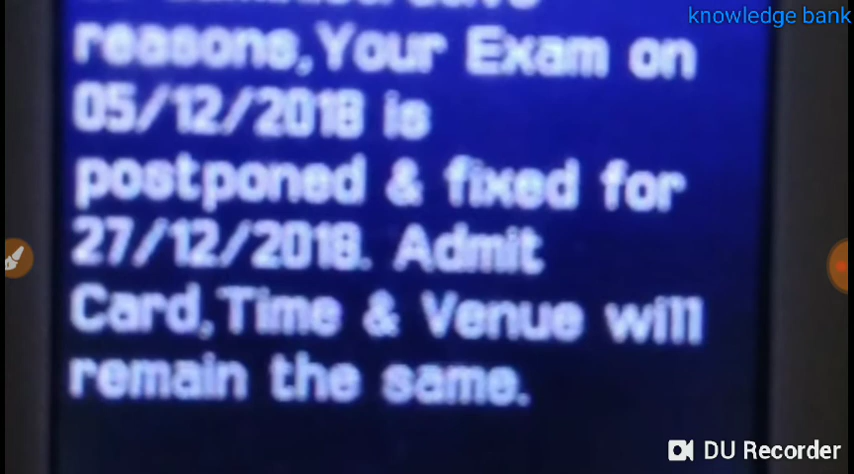 knowledge bank
reasons,Your Exam on
05/12/2018 is
postponed & fixed for
27/12/2018. Admit
Card,Time & Venue will
remain the same.
DU Recorder